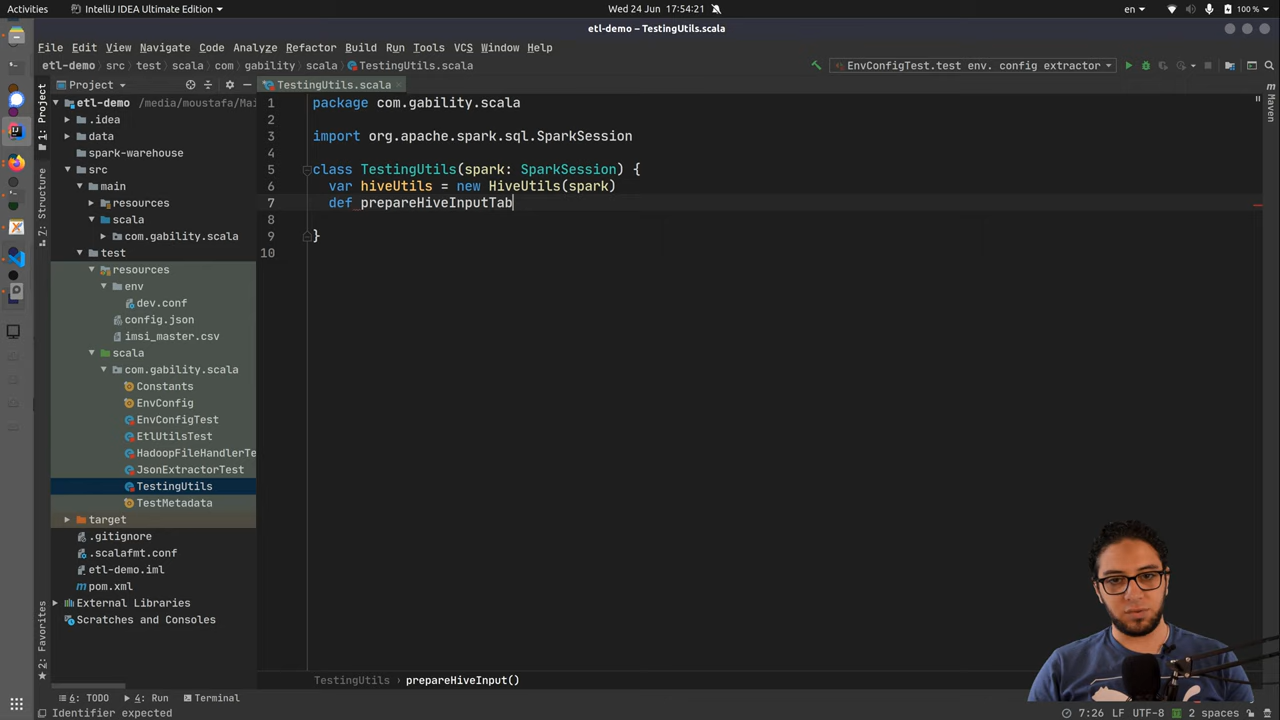 Activities IntelliJ IDEA Ultimate Edition Wed 24 Jun 17:54:21 en 100 %
etl-demo – TestingUtils.scala
File Edit View Navigate Code Analyze Refactor Build Run Tools VCS Window Help
etl-demo › src › test › scala › com › gability › scala › TestingUtils.scala EnvConfigTest.test env. config extractor
Project TestingUtils.scala
1: Project
Maven
etl-demo /media/moustafa/Mai
.idea
data
spark-warehouse
src
main
resources
scala
com.gability.scala
test
resources
env
dev.conf
config.json
imsi_master.csv
scala
com.gability.scala
Constants
EnvConfig
EnvConfigTest
EtlUtilsTest
HadoopFileHandlerTe
JsonExtractorTest
TestingUtils
TestMetadata
target
.gitignore
.scalafmt.conf
etl-demo.iml
pom.xml
External Libraries
Scratches and Consoles
7: Structure
2: Favorites
1 package com.gability.scala
2
3 import org.apache.spark.sql.SparkSession
4
5 class TestingUtils(spark: SparkSession) {
6 var hiveUtils = new HiveUtils(spark)
7 def prepareHiveInputTab
8
9 }
10
TestingUtils › prepareHiveInput()
6: TODO 4: Run Terminal
Identifier expected 7:26 LF UTF-8 2 spaces